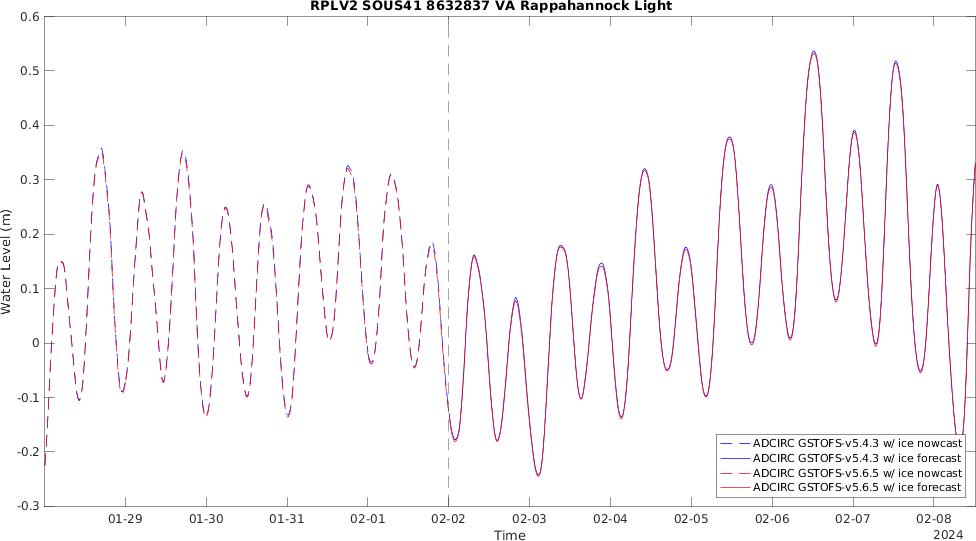 RPLV2 SOUS41 8632837 VA Rappahannock Light
0.6
0.5
0.4
0.3
0.2
0.1
0
-0.1
-0.2
-0.3
Water Level (m)
ADCIRC GSTOFS-v5.4.3 w/ ice nowcast
ADCIRC GSTOFS-v5.4.3 w/ ice forecast
ADCIRC GSTOFS-v5.6.5 w/ ice nowcast
ADCIRC GSTOFS-v5.6.5 w/ ice forecast
01-29 01-30 01-31 02-01 02-02 02-03 02-04 02-05 02-06 02-07 02-08
Time 2024